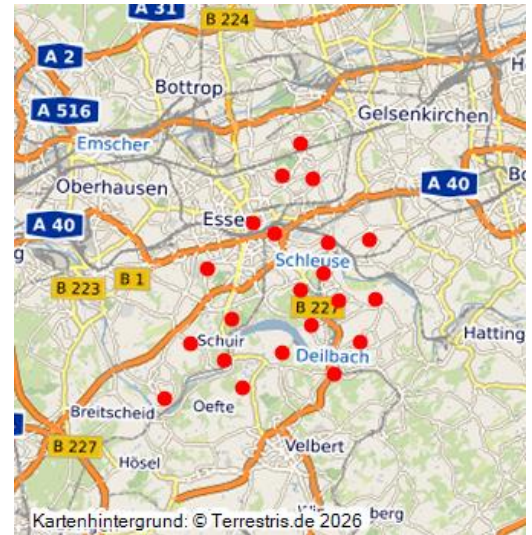 A 31
B 224
A 2
Bottrop
A 516
Gelsenkirchen
Emscher
Oberhausen
A 40
Esse
A 40
Schleuse
B 1
B 223
B 227
Hatting
Schuir
Deilbach
Breitscheid
Oefte
B 227
Velbert
Hösel
berg
Kartenhintergrund: © Terrestris.de 2026